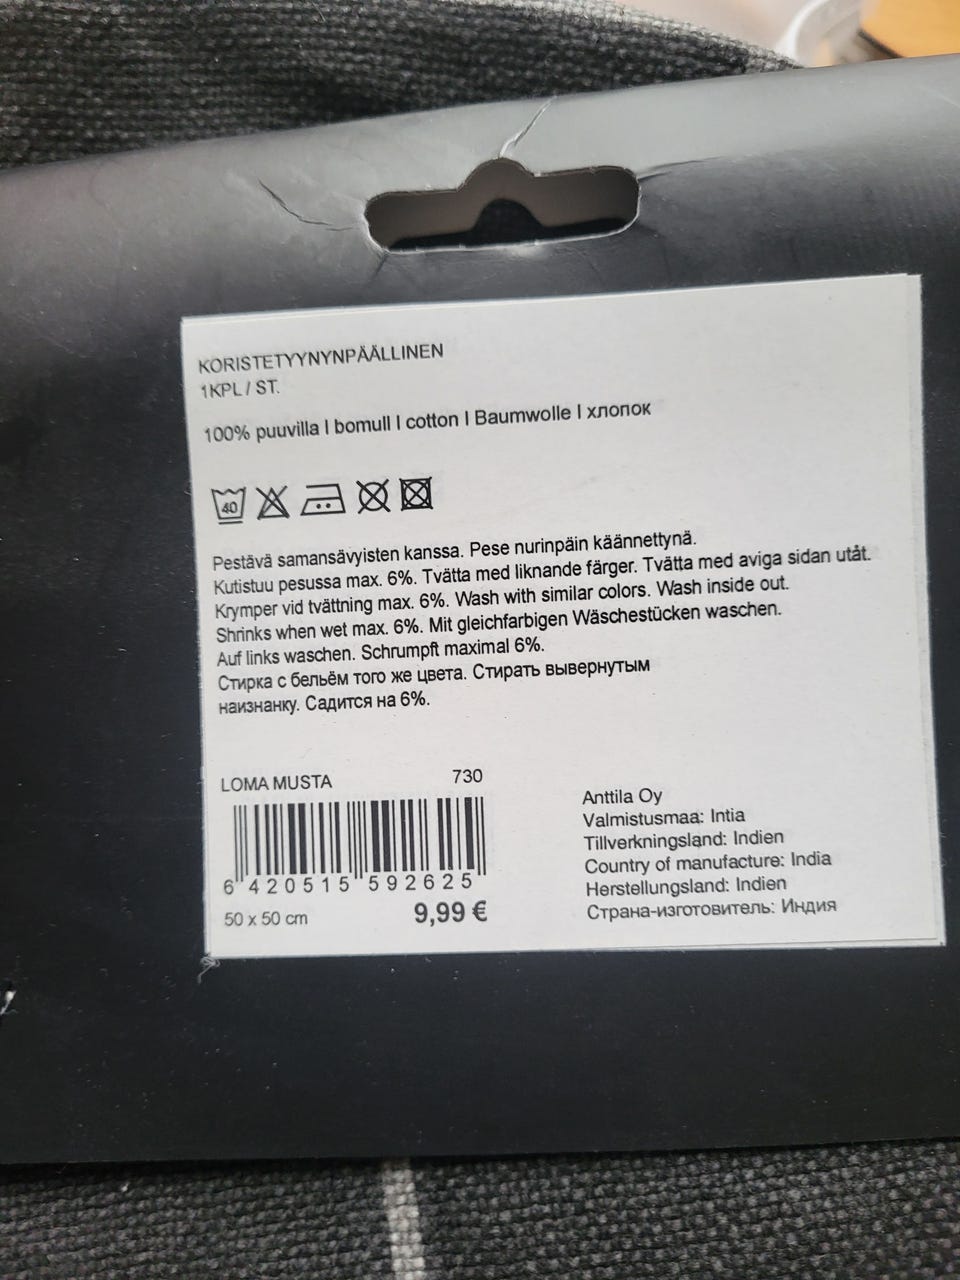 KORISTETYYNYNPÄÄLLINEN
1KPL / ST.
100% puuvilla I bomull I cotton I Baumwolle I хлопок
40
Pestävä samansävyisten kanssa. Pese nurinpäin käännettynä.
Kutistuu pesussa max. 6%. Tvätta med liknande färger. Tvätta med aviga sidan utåt.
Krymper vid tvättning max. 6%. Wash with similar colors. Wash inside out.
Shrinks when wet max. 6%. Mit gleichfarbigen Wäschestücken waschen.
Auf links waschen. Schrumpft maximal 6%.
Стирка с бельём того же цвета. Стирать вывернутым
наизнанку. Садится на 6%.
LOMA MUSTA 730
6 420515 592625
50 x 50 cm 9,99 €
Anttila Oy
Valmistusmaa: Intia
Tillverkningsland: Indien
Country of manufacture: India
Herstellungsland: Indien
Страна-изготовитель: Индия